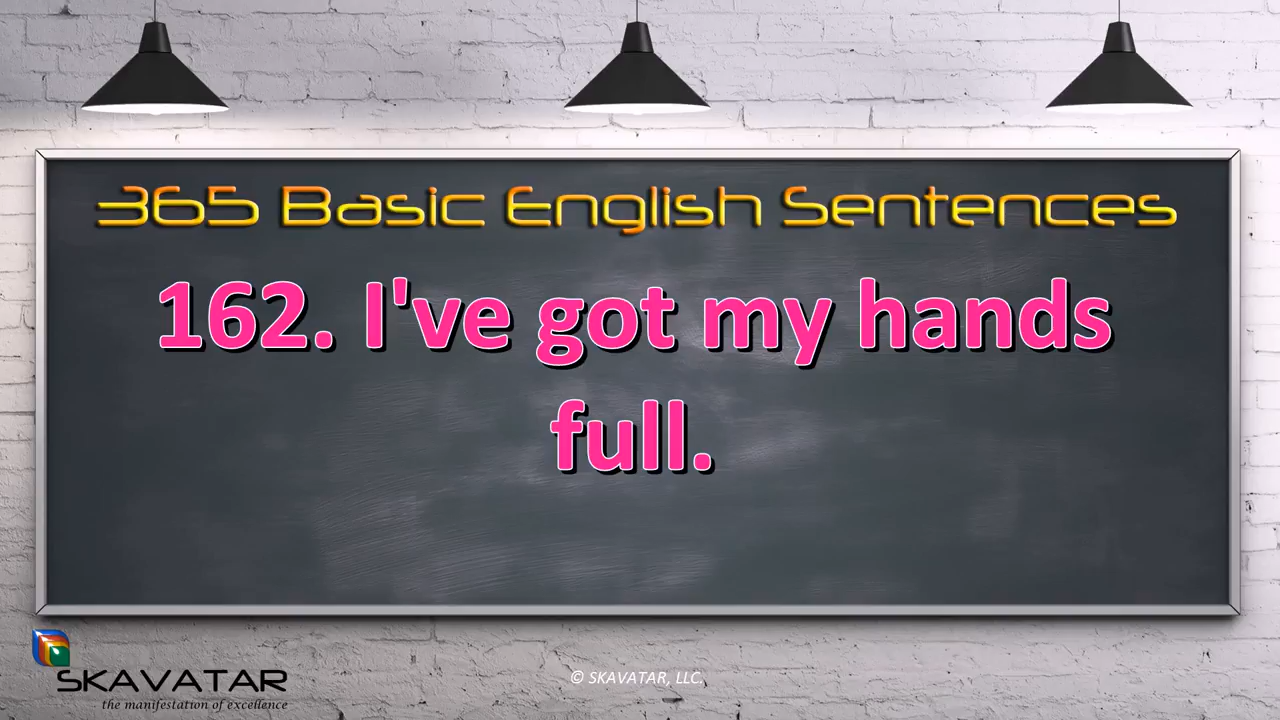 365 Basic English Sentences
162. I've got my hands
full.
SKAVATAR
the manifestation of excellence
© SKAVATAR, LLC.